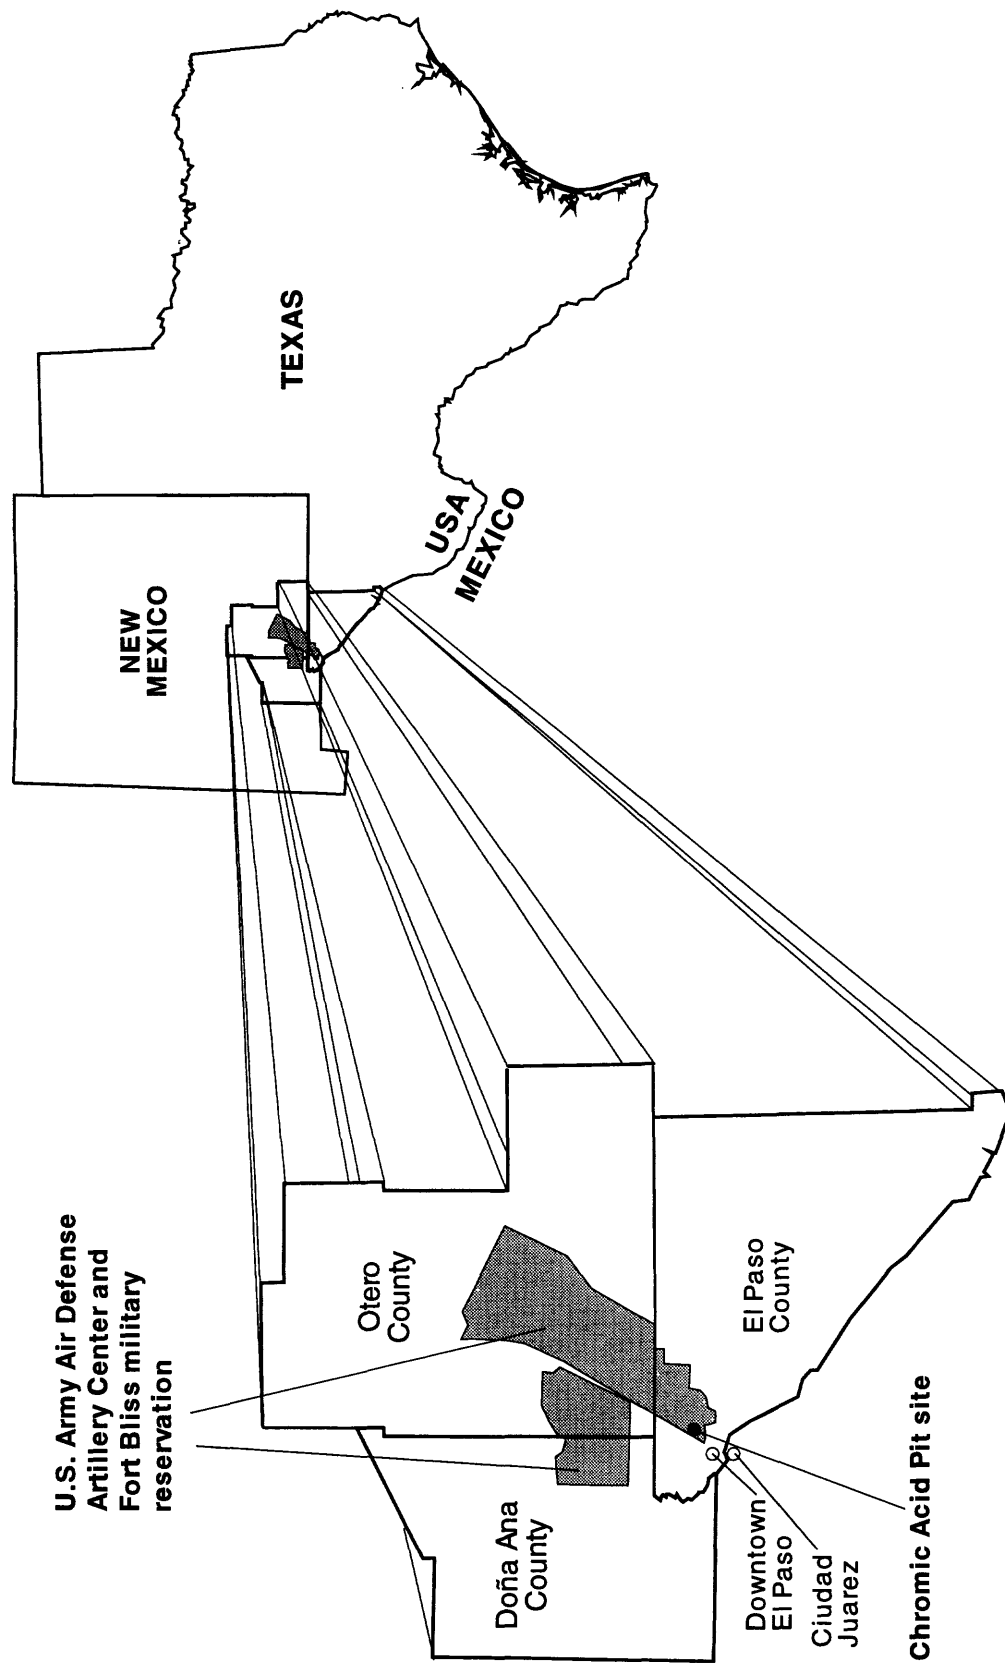 U.S. Army Air Defense
Artillery Center and
Fort Bliss military
reservation
NEW
MEXICO
TEXAS
USA
MEXICO
Otero
County
Doña Ana
County
El Paso
County
Downtown
El Paso
Ciudad
Juarez
Chromic Acid Pit site